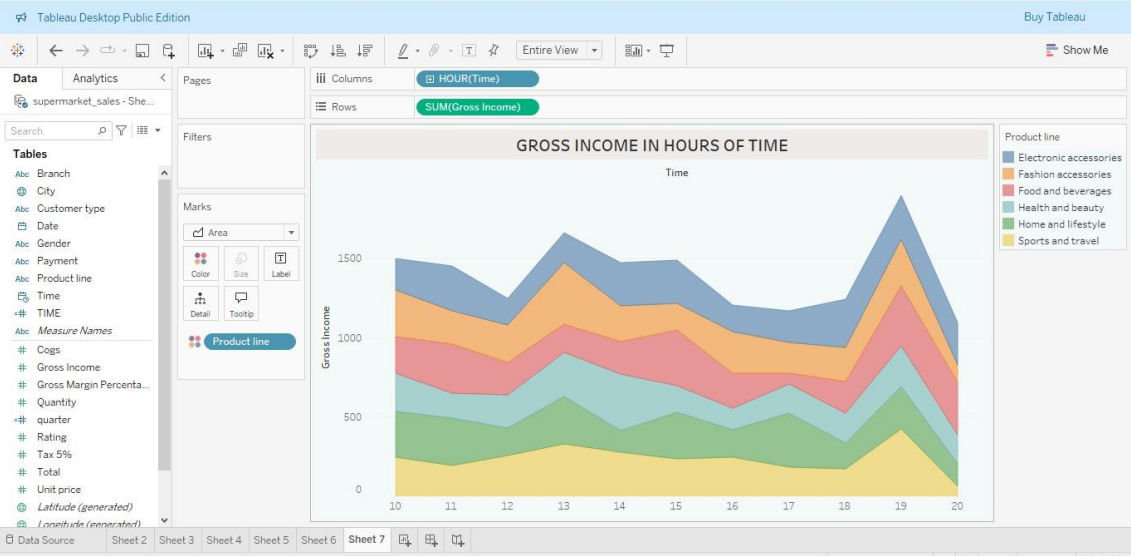 Tableau Desktop Public Edition
Buy Tableau
Entire View
Show Me
Data
Analytics
supermarket_sales - She...
Search
Tables
Abc Branch
City
Abc Customer type
Date
Abc Gender
Abc Payment
Abc Product line
Time
=# TIME
Abc Measure Names
# Cogs
# Gross Income
# Gross Margin Percenta...
# Quantity
=# quarter
# Rating
# Tax 5%
# Total
# Unit price
Latitude (generated)
Longitude (generated)
Pages
Filters
Marks
Area
Color
Size
Label
Detail
Tooltip
Product line
Columns
HOUR(Time)
Rows
SUM(Gross Income)
GROSS INCOME IN HOURS OF TIME
Time
Gross Income
1500
1000
500
0
10 11 12 13 14 15 16 17 18 19 20
Product line
Electronic accessories
Fashion accessories
Food and beverages
Health and beauty
Home and lifestyle
Sports and travel
Data Source
Sheet 2
Sheet 3
Sheet 4
Sheet 5
Sheet 6
Sheet 7